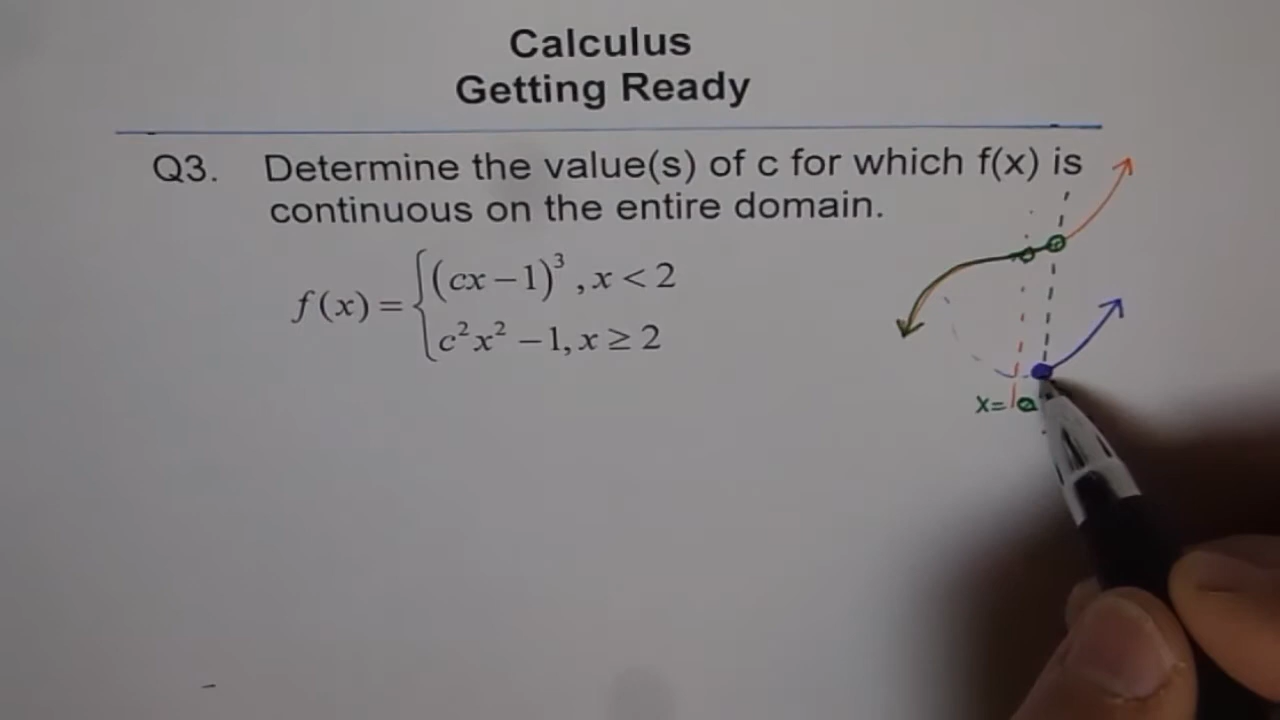 Calculus
Getting Ready
Q3. Determine the value(s) of c for which f(x) is
continuous on the entire domain.
f(x) = { (cx − 1)³ , x < 2
c²x² − 1, x ≥ 2
x = a